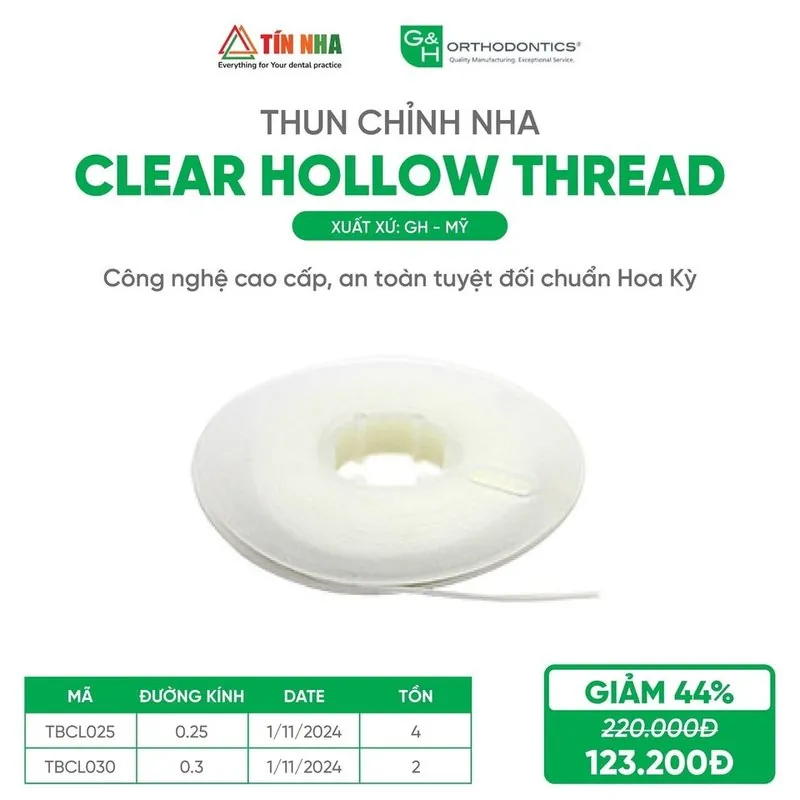 TÍN NHA
Everything for Your dental practice
G&H ORTHODONTICS®
Quality Manufacturing. Exceptional Service.
THUN CHỈNH NHA
CLEAR HOLLOW THREAD
XUẤT XỨ: GH - MỸ
Công nghệ cao cấp, an toàn tuyệt đối chuẩn Hoa Kỳ
MÃ ĐƯỜNG KÍNH DATE TỒN
TBCL025 0.25 1/11/2024 4
TBCL030 0.3 1/11/2024 2
GIẢM 44%
220.000Đ
123.200Đ